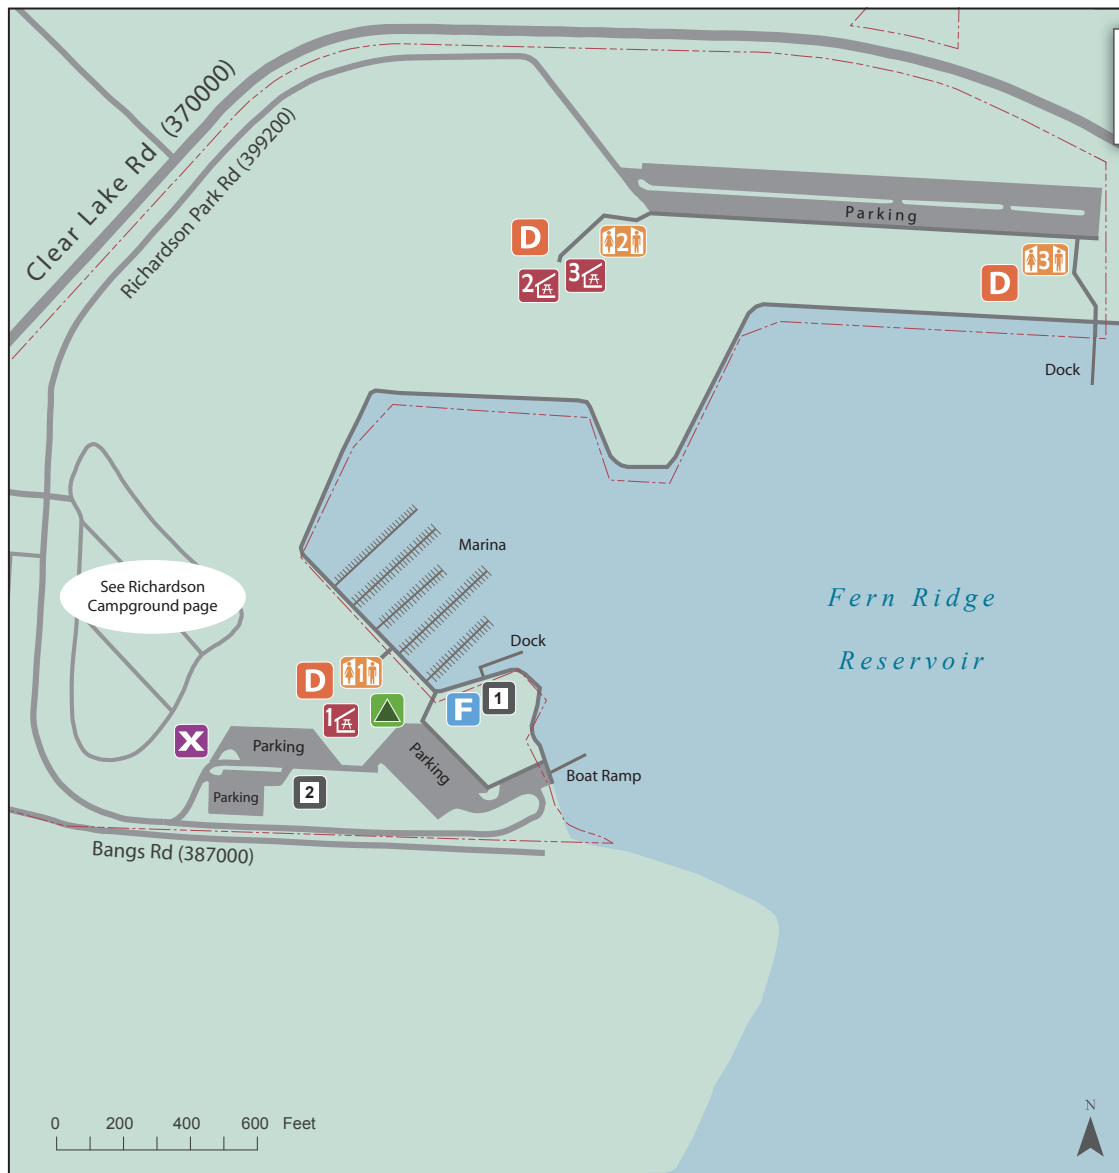 Clear Lake Rd (370000)
Richardson Park Rd (399200)
Parking
D
2
2
3
3
D
Dock
Marina
See Richardson
Campground page
Fern Ridge
Reservoir
Dock
D
1
F
1
1
X
Parking
Parking
Boat Ramp
Parking
2
Bangs Rd (387000)
0 200 400 600 Feet
N